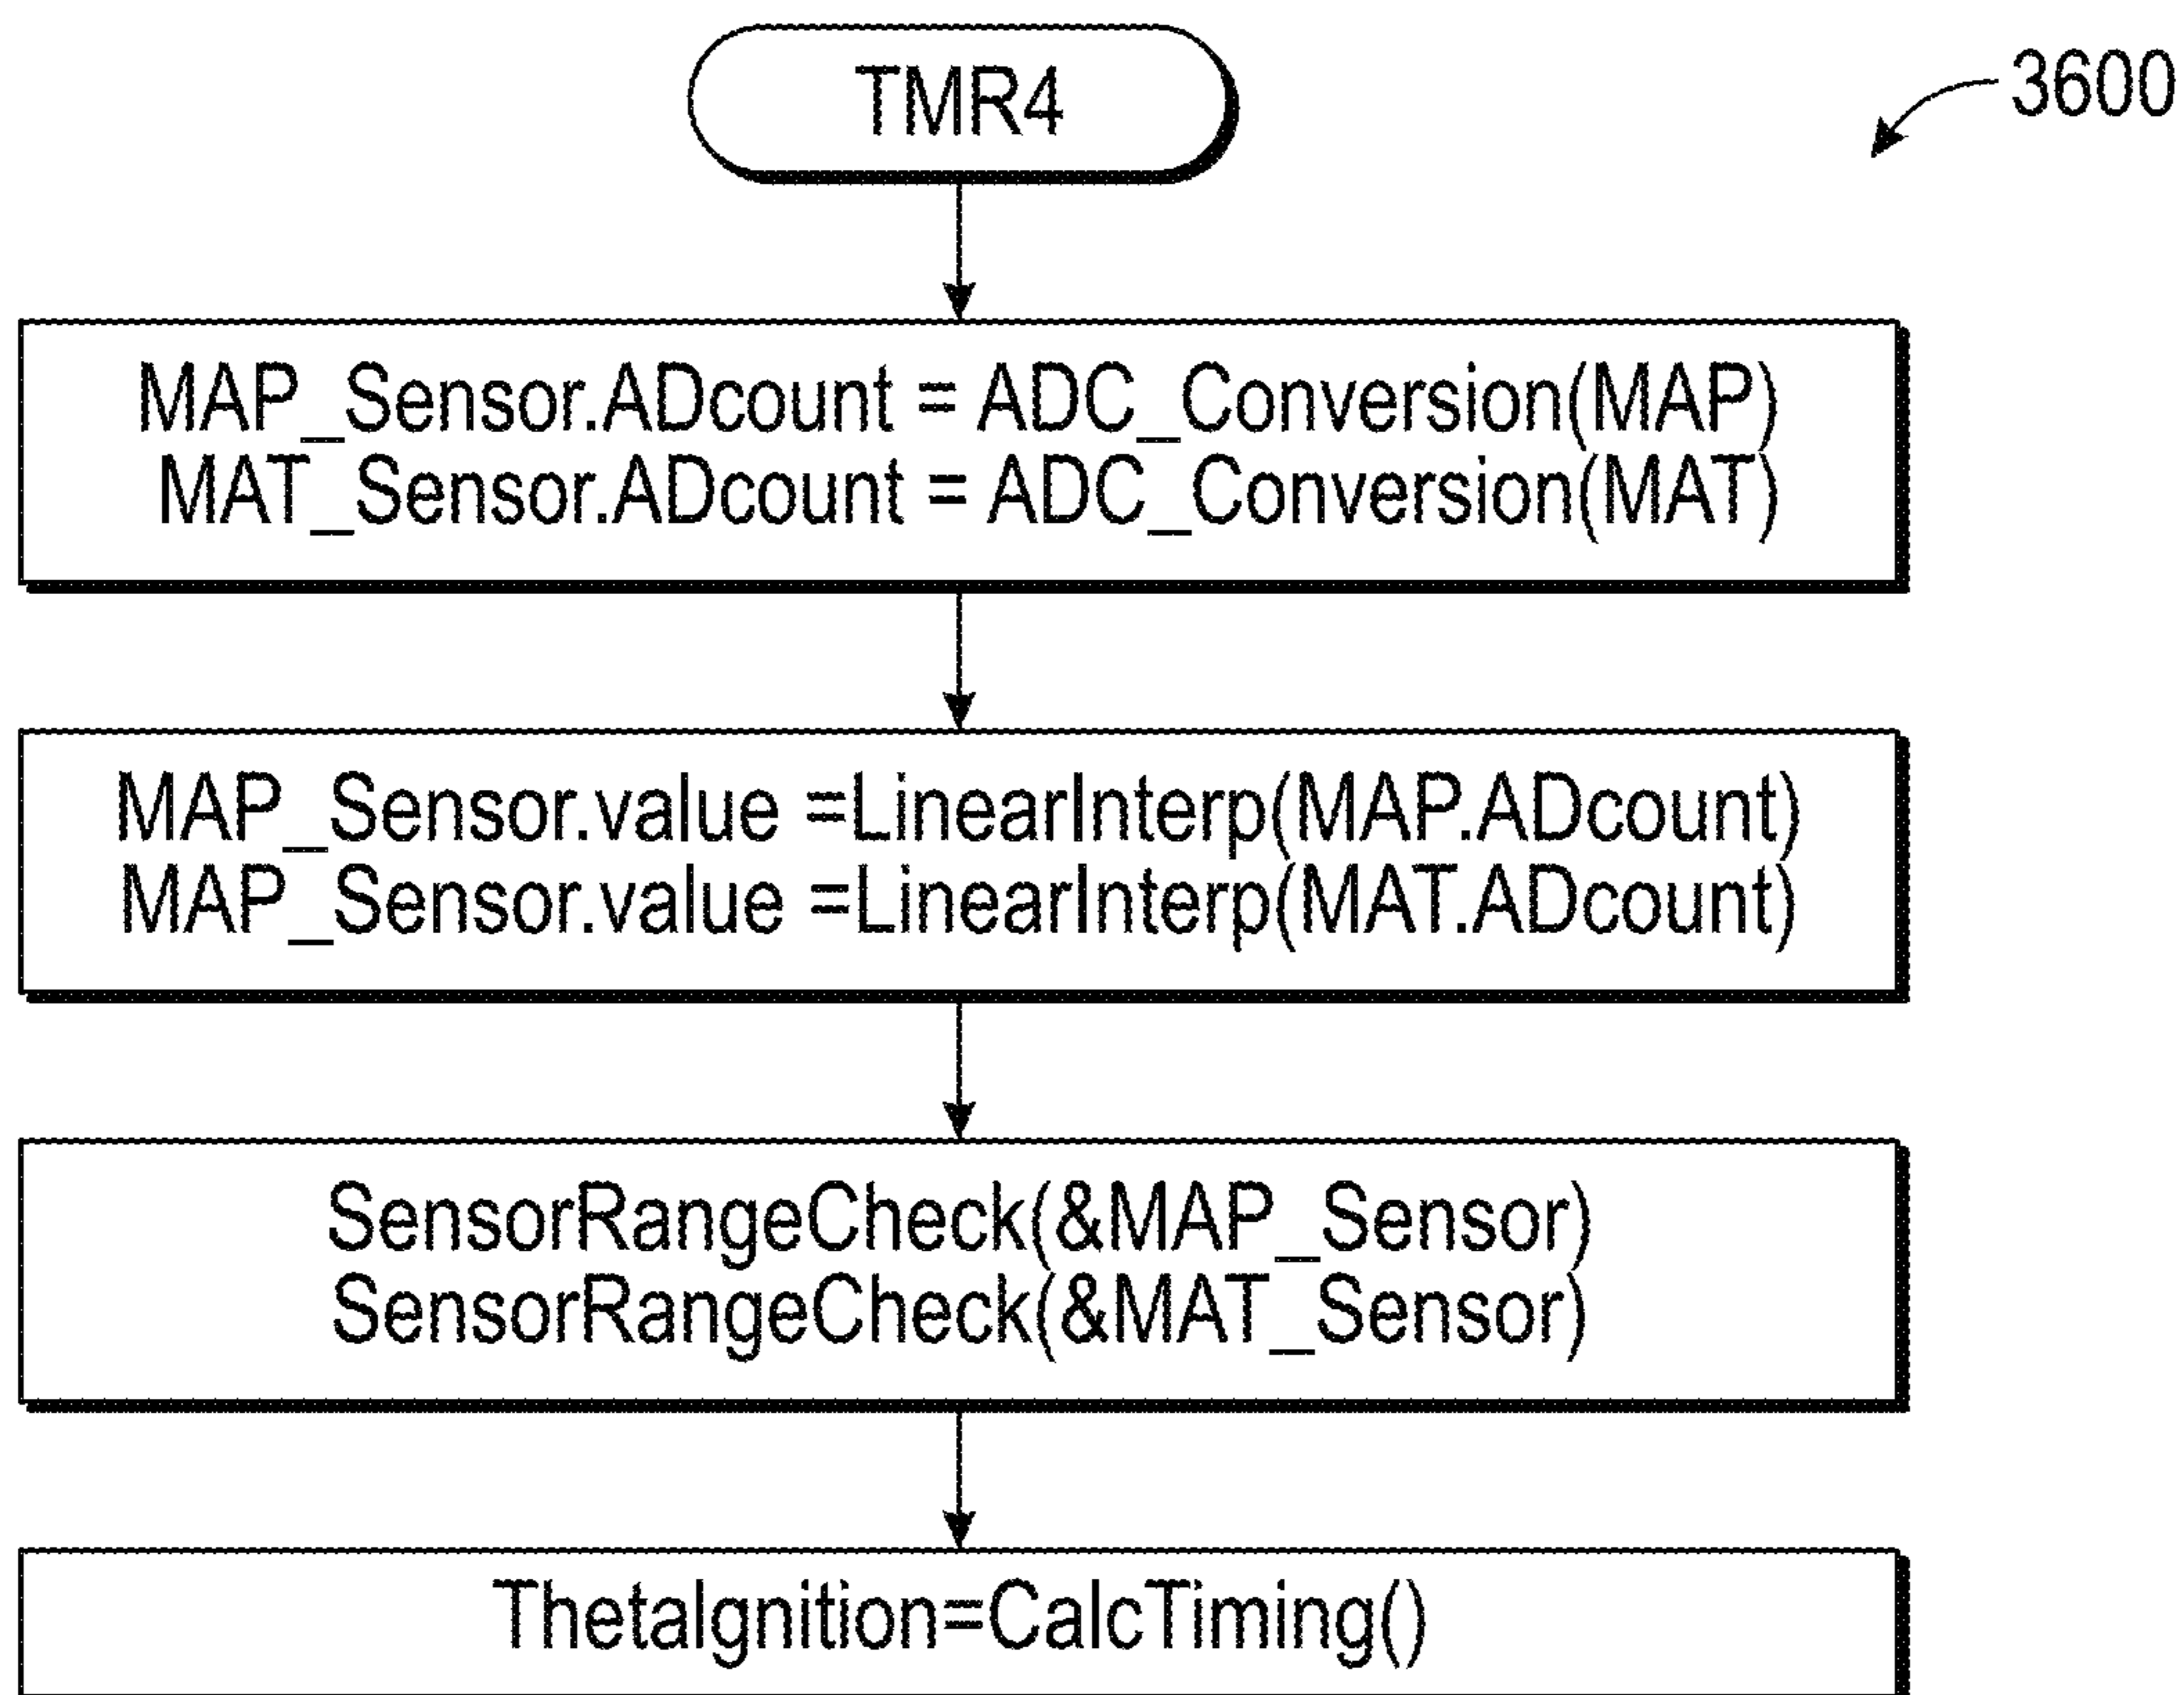 TMR4
3600
MAP_Sensor.ADcount = ADC_Conversion(MAP)
MAT_Sensor.ADcount = ADC_Conversion(MAT)
MAP_Sensor.value =LinearInterp(MAP.ADcount)
MAP_Sensor.value =LinearInterp(MAT.ADcount)
SensorRangeCheck(&MAP_Sensor)
SensorRangeCheck(&MAT_Sensor)
ThetaIgnition=CalcTiming()